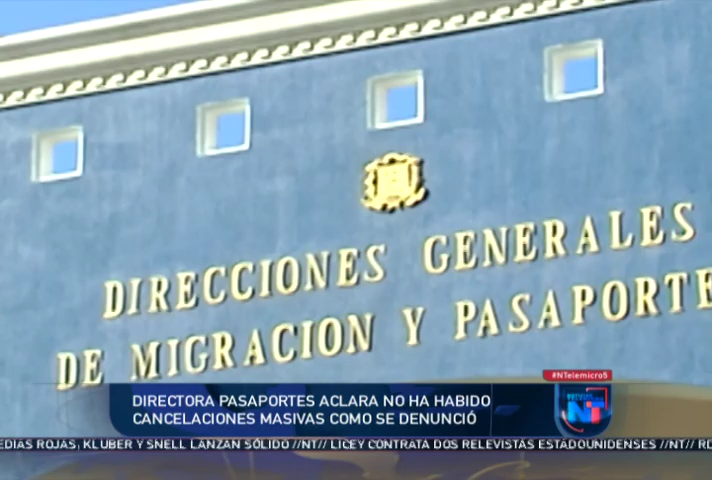 DIRECCIONES GENERALES
DE MIGRACION Y PASAPORTE
#NTelemicro5
DIRECTORA PASAPORTES ACLARA NO HA HABIDO
CANCELACIONES MASIVAS COMO SE DENUNCIÓ
NT
EDIAS ROJAS, KLUBER Y SNELL LANZAN SÓLIDO //NT// LICEY CONTRATA DOS RELEVISTAS ESTADOUNIDENSES //NT// RD